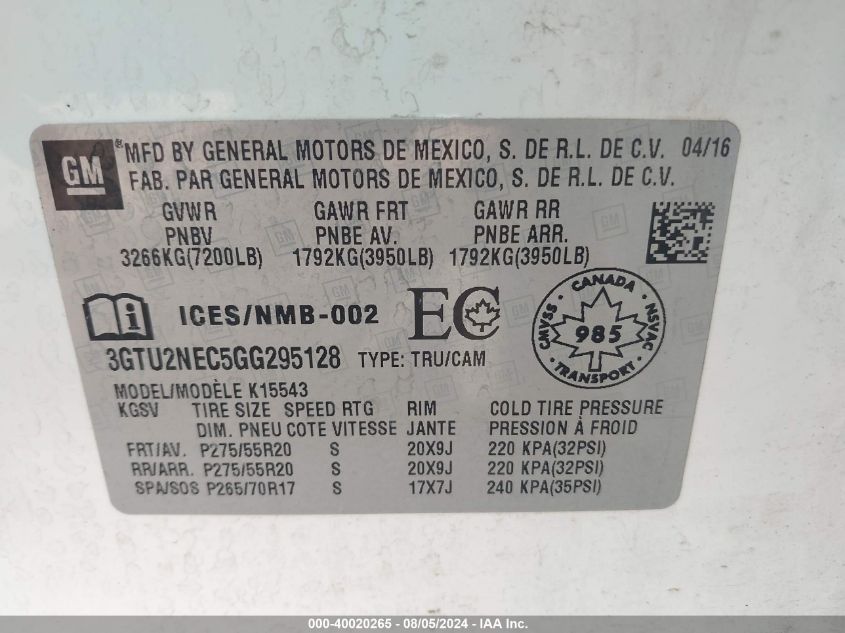 GM
MFD BY GENERAL MOTORS DE MEXICO, S. DE R.L. DE C.V. 04/16
FAB. PAR GENERAL MOTORS DE MEXICO, S. DE R.L. DE C.V.
GVWR GAWR FRT GAWR RR
PNBV PNBE AV. PNBE ARR.
3266KG(7200LB) 1792KG(3950LB) 1792KG(3950LB)
ICES/NMB-002 EC
CANADA
CMVSS 985 NSVAC
TRANSPORT
3GTU2NEC5GG295128 TYPE: TRU/CAM
MODEL/MODÈLE K15543
KGSV TIRE SIZE SPEED RTG RIM COLD TIRE PRESSURE
DIM. PNEU COTE VITESSE JANTE PRESSION À FROID
FRT/AV. P275/55R20 S 20X9J 220 KPA(32PSI)
RR/ARR. P275/55R20 S 20X9J 220 KPA(32PSI)
SPA/SOS P265/70R17 S 17X7J 240 KPA(35PSI)
000-40020265 - 08/05/2024 - IAA Inc.